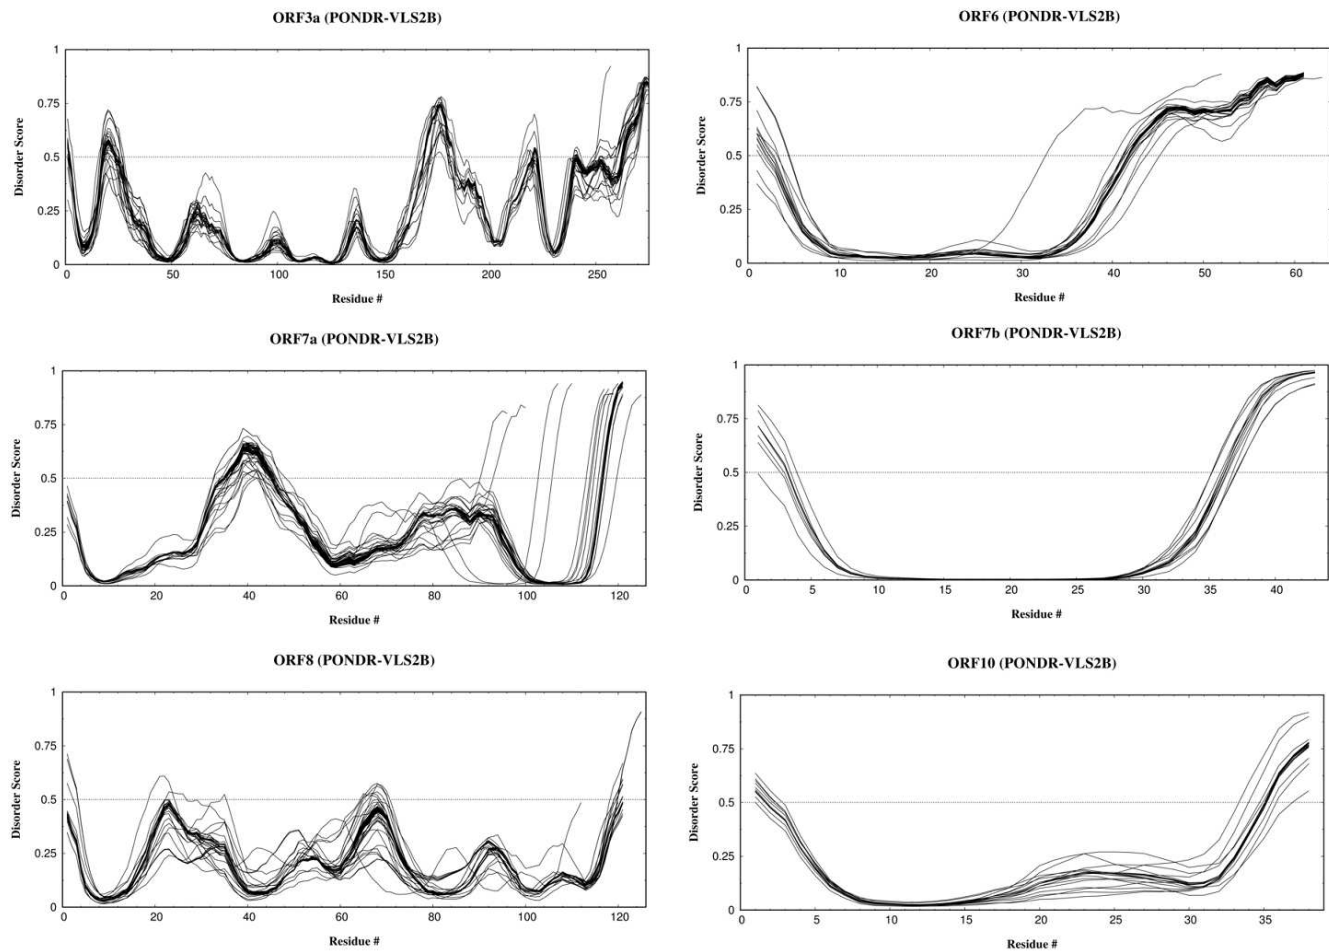 ORF3a (PONDR-VLS2B)
1
0.75
0.5
0.25
0
Disorder Score
0 50 100 150 200 250
Residue #
ORF6 (PONDR-VLS2B)
1
0.75
0.5
0.25
0
Disorder Score
0 10 20 30 40 50 60
Residue #
ORF7a (PONDR-VLS2B)
1
0.75
0.5
0.25
0
Disorder Score
0 20 40 60 80 100 120
Residue #
ORF7b (PONDR-VLS2B)
1
0.75
0.5
0.25
0
Disorder Score
0 5 10 15 20 25 30 35 40
Residue #
ORF8 (PONDR-VLS2B)
1
0.75
0.5
0.25
0
Disorder Score
0 20 40 60 80 100 120
Residue #
ORF10 (PONDR-VLS2B)
1
0.75
0.5
0.25
0
Disorder Score
0 5 10 15 20 25 30 35
Residue #